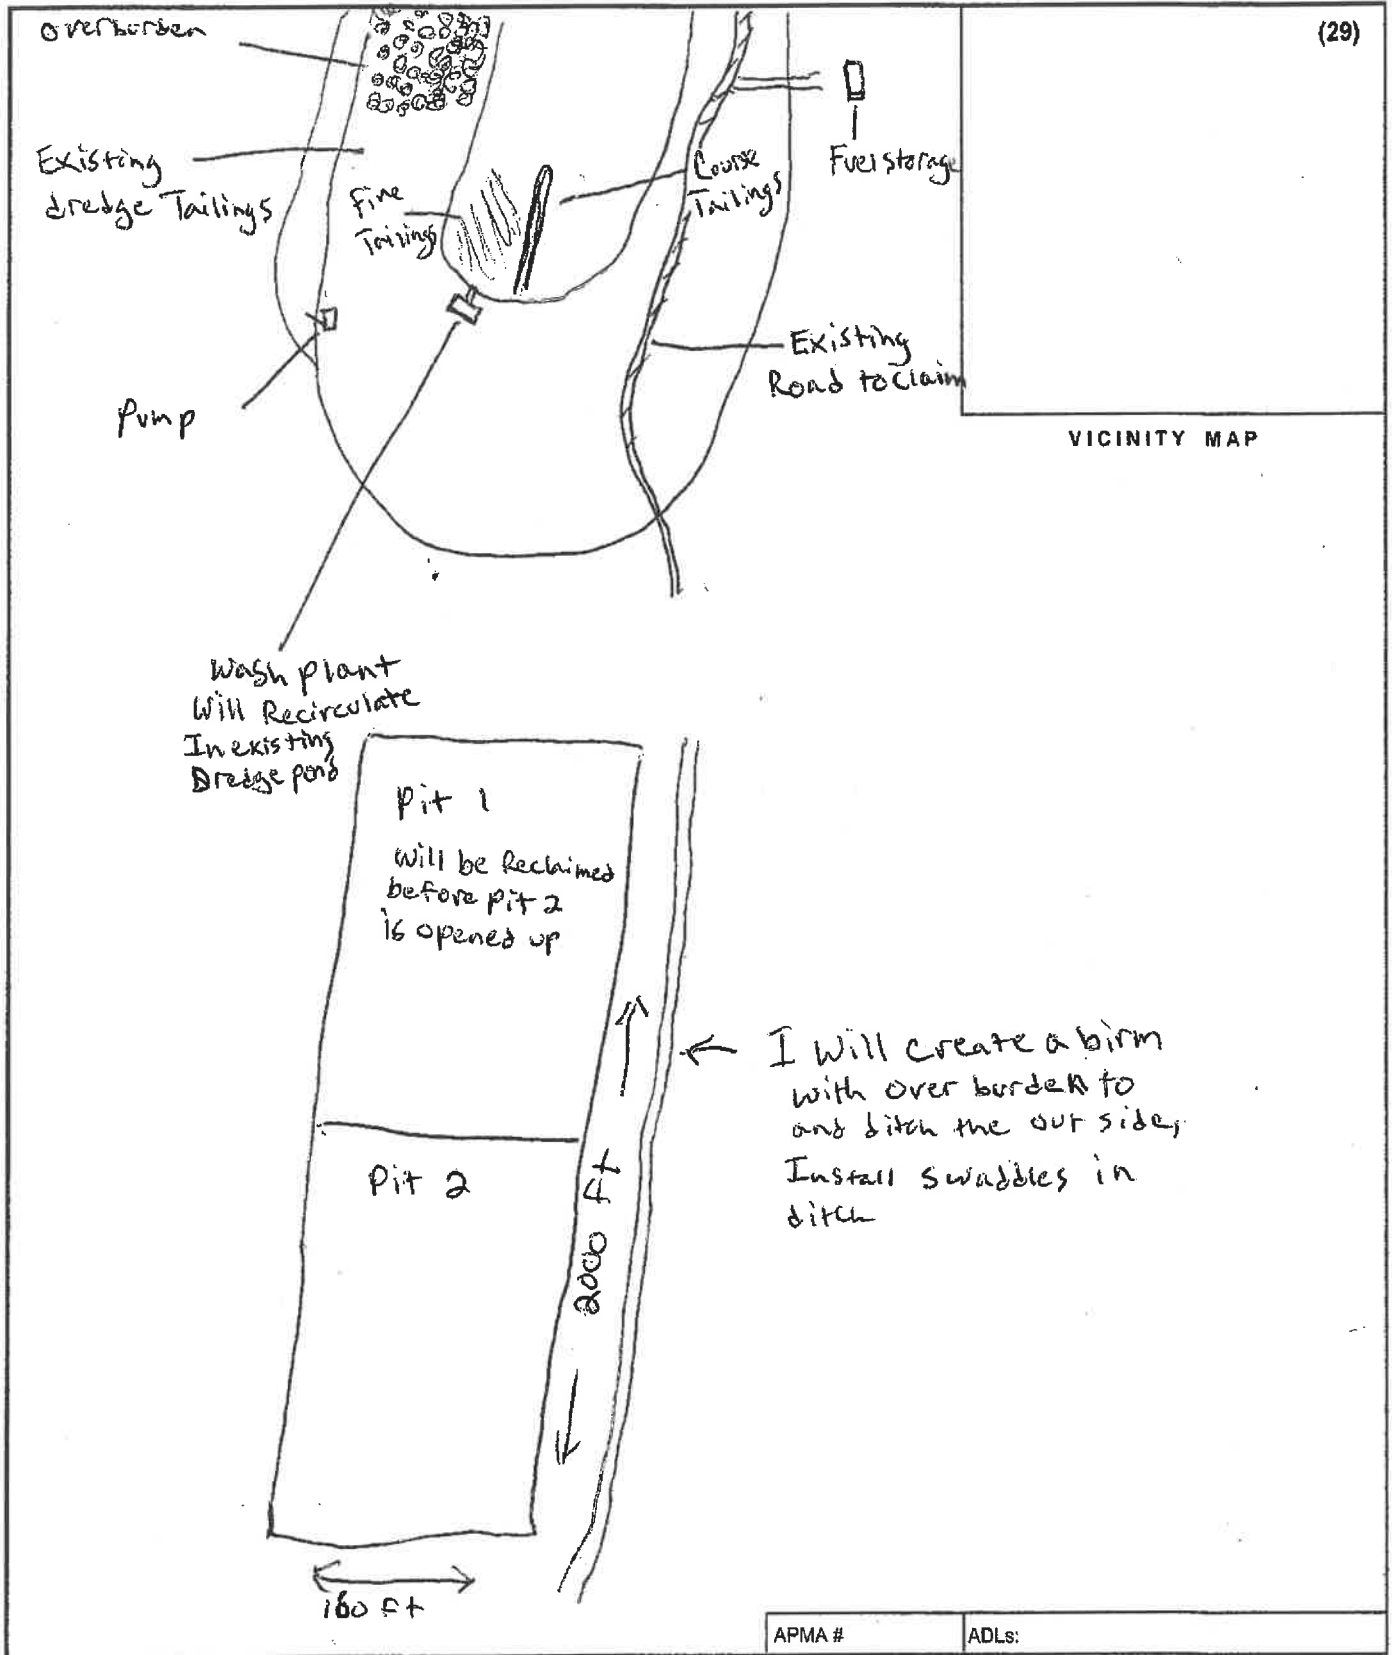 overburden
(29)
Existing
dredge Tailings
Fine
Tailings
Course
Tailings
Fuel storage
Existing
Road to Claim
Pump
VICINITY MAP
Wash plant
Will Recirculate
In existing
Dredge pond
Pit 1
Will be Reclaimed
before pit 2
is opened up
I Will create a birm
with over burden to
and ditch the out side,
Install swaddles in
ditch
Pit 2
2000 ft
Ft
APMA #
ADLs: